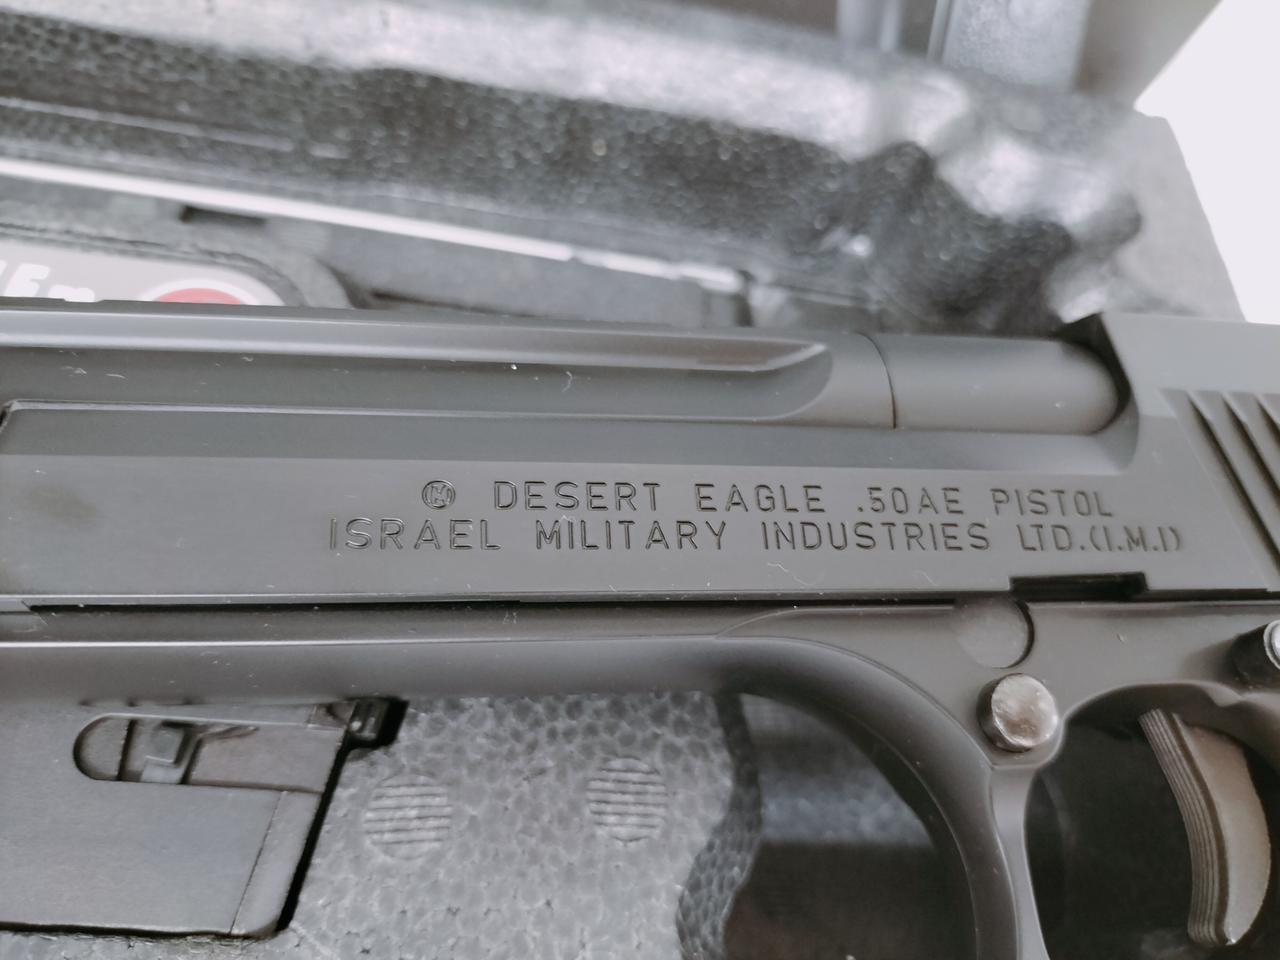 DESERT EAGLE .50AE PISTOL
ISRAEL MILITARY INDUSTRIES LTD.(I.M.I)